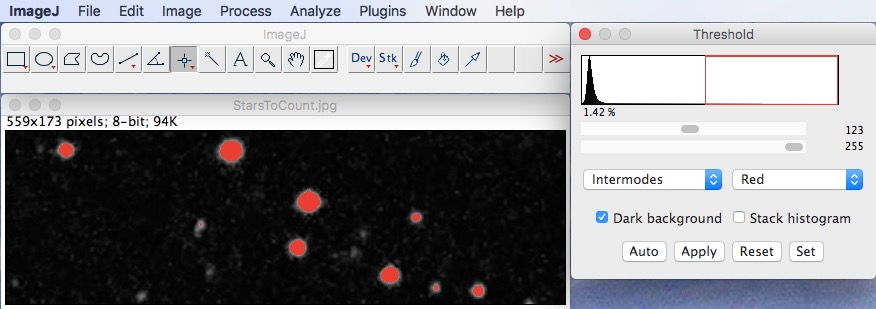 ImageJ File Edit Image Process Analyze Plugins Window Help
ImageJ
A Dev Stk >>
StarsToCount.jpg
559x173 pixels; 8-bit; 94K
Threshold
1.42 %
123
255
Intermodes Red
Dark background Stack histogram
Auto Apply Reset Set